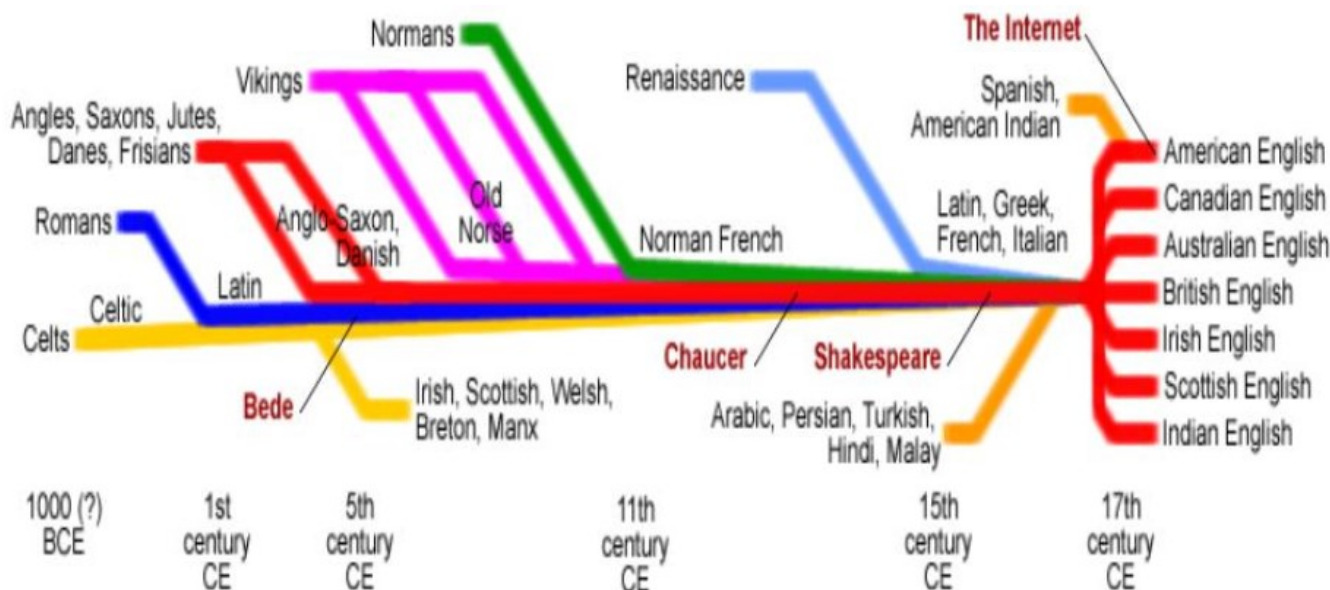 Normans
The Internet
Vikings
Renaissance
Spanish,
American Indian
Angles, Saxons, Jutes,
Danes, Frisians
American English
Old
Norse
Canadian English
Romans
Anglo-Saxon,
Danish
Norman French
Latin, Greek,
French, Italian
Australian English
Latin
British English
Celtic
Celts
Irish English
Chaucer
Shakespeare
Scottish English
Bede
Irish, Scottish, Welsh,
Breton, Manx
Arabic, Persian, Turkish,
Hindi, Malay
Indian English
1000 (?)
BCE
1st
century
CE
5th
century
CE
11th
century
CE
15th
century
CE
17th
century
CE